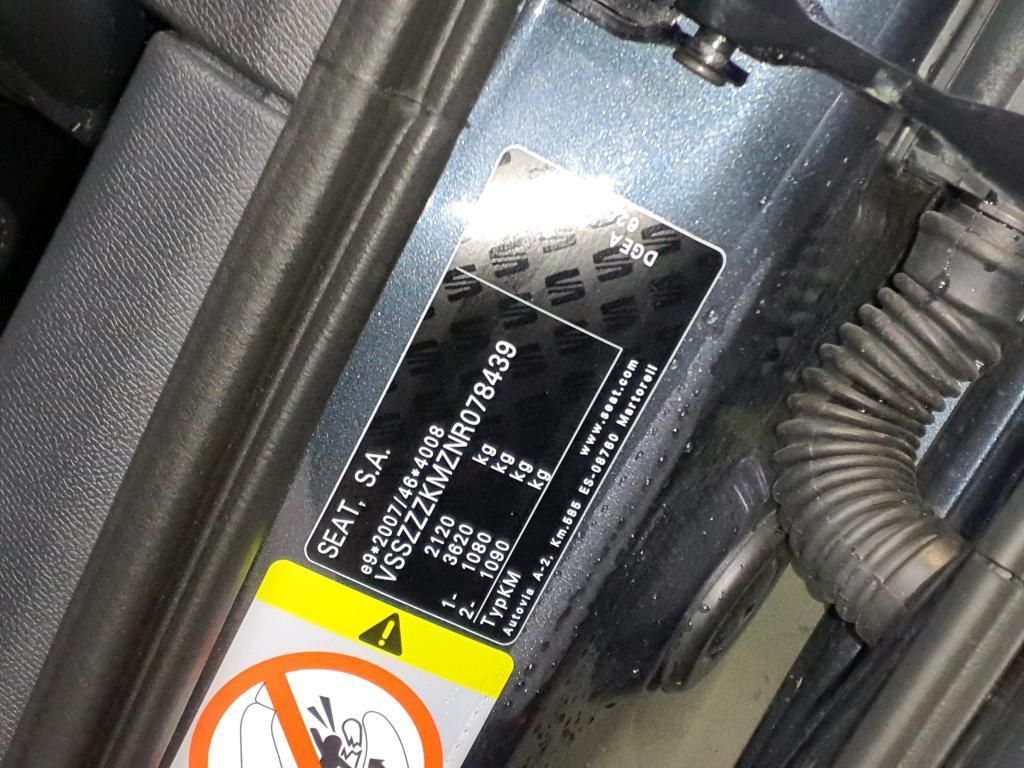 SEAT, S.A.
e9*2007/46*4008
VSSZZZKMZNR078439
2120 kg
3620 kg
1- 1080 kg
2- 1090 kg
TypKM
www.seat.com
Autovia A-2, Km.585 ES-08760 Martorell
DGEA